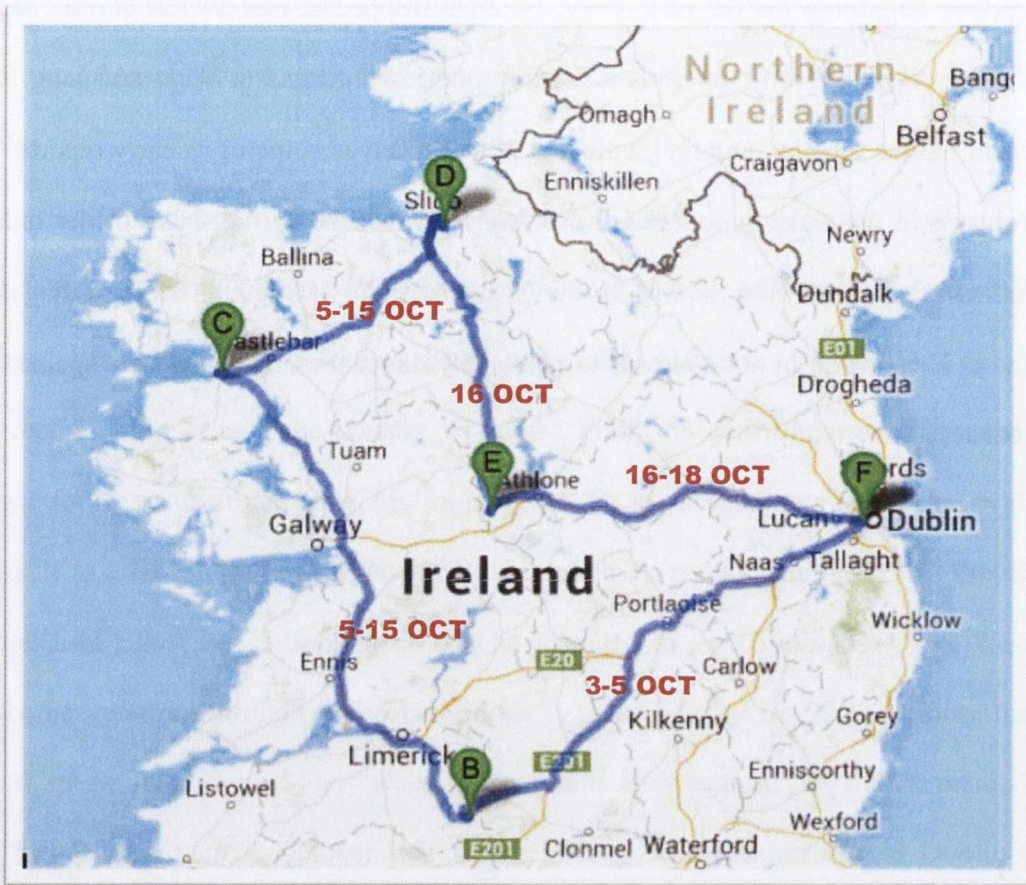 Northern
Ireland
Bang
Omagh
Belfast
Craigavon
D
Enniskillen
Sligo
Newry
Ballina
Dundalk
5-15 OCT
C
astlebar
E01
Drogheda
16 OCT
Tuam
E
Athlone
16-18 OCT
F
rds
Lucan
Dublin
Galway
Naas
Tallaght
Ireland
Portlaoise
Wicklow
5-15 OCT
Ennis
E20
Carlow
3-5 OCT
Kilkenny
Gorey
Limerick
B
E201
Enniscorthy
Listowel
Wexford
E201
Clonmel
Waterford